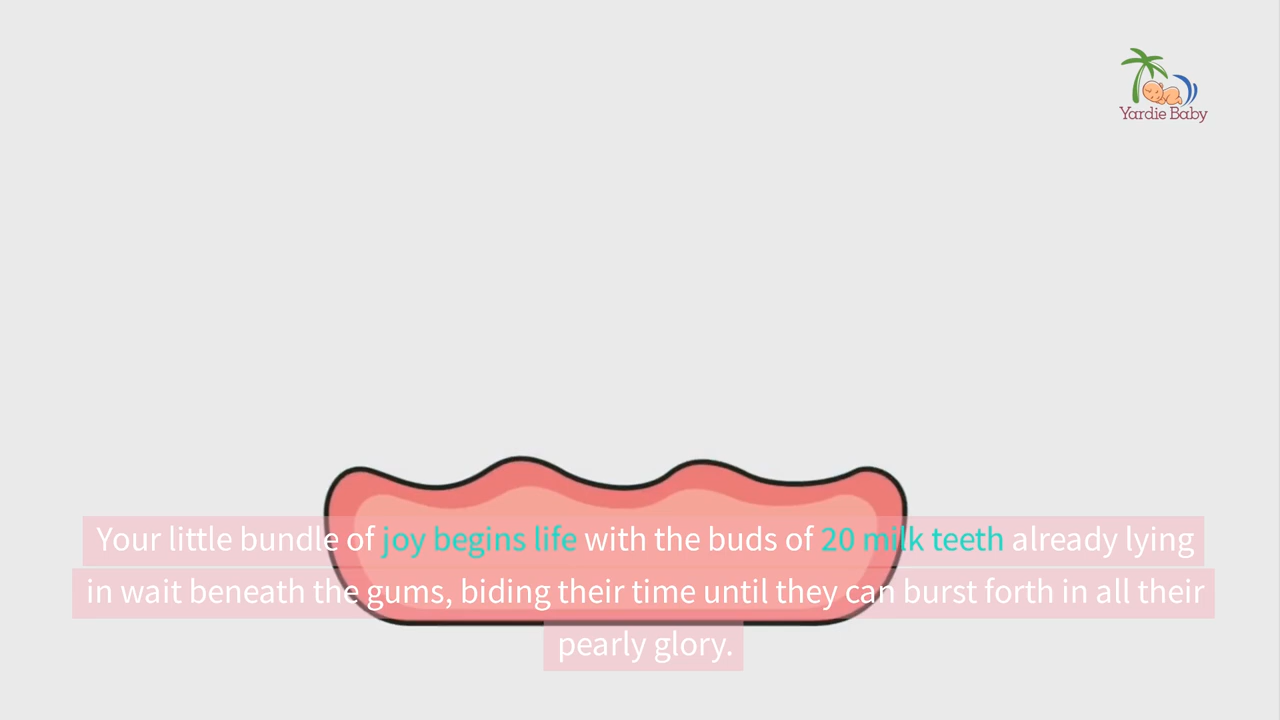 Yardie Baby
Your little bundle of joy begins life with the buds of 20 milk teeth already lying
in wait beneath the gums, biding their time until they can burst forth in all their
pearly glory.